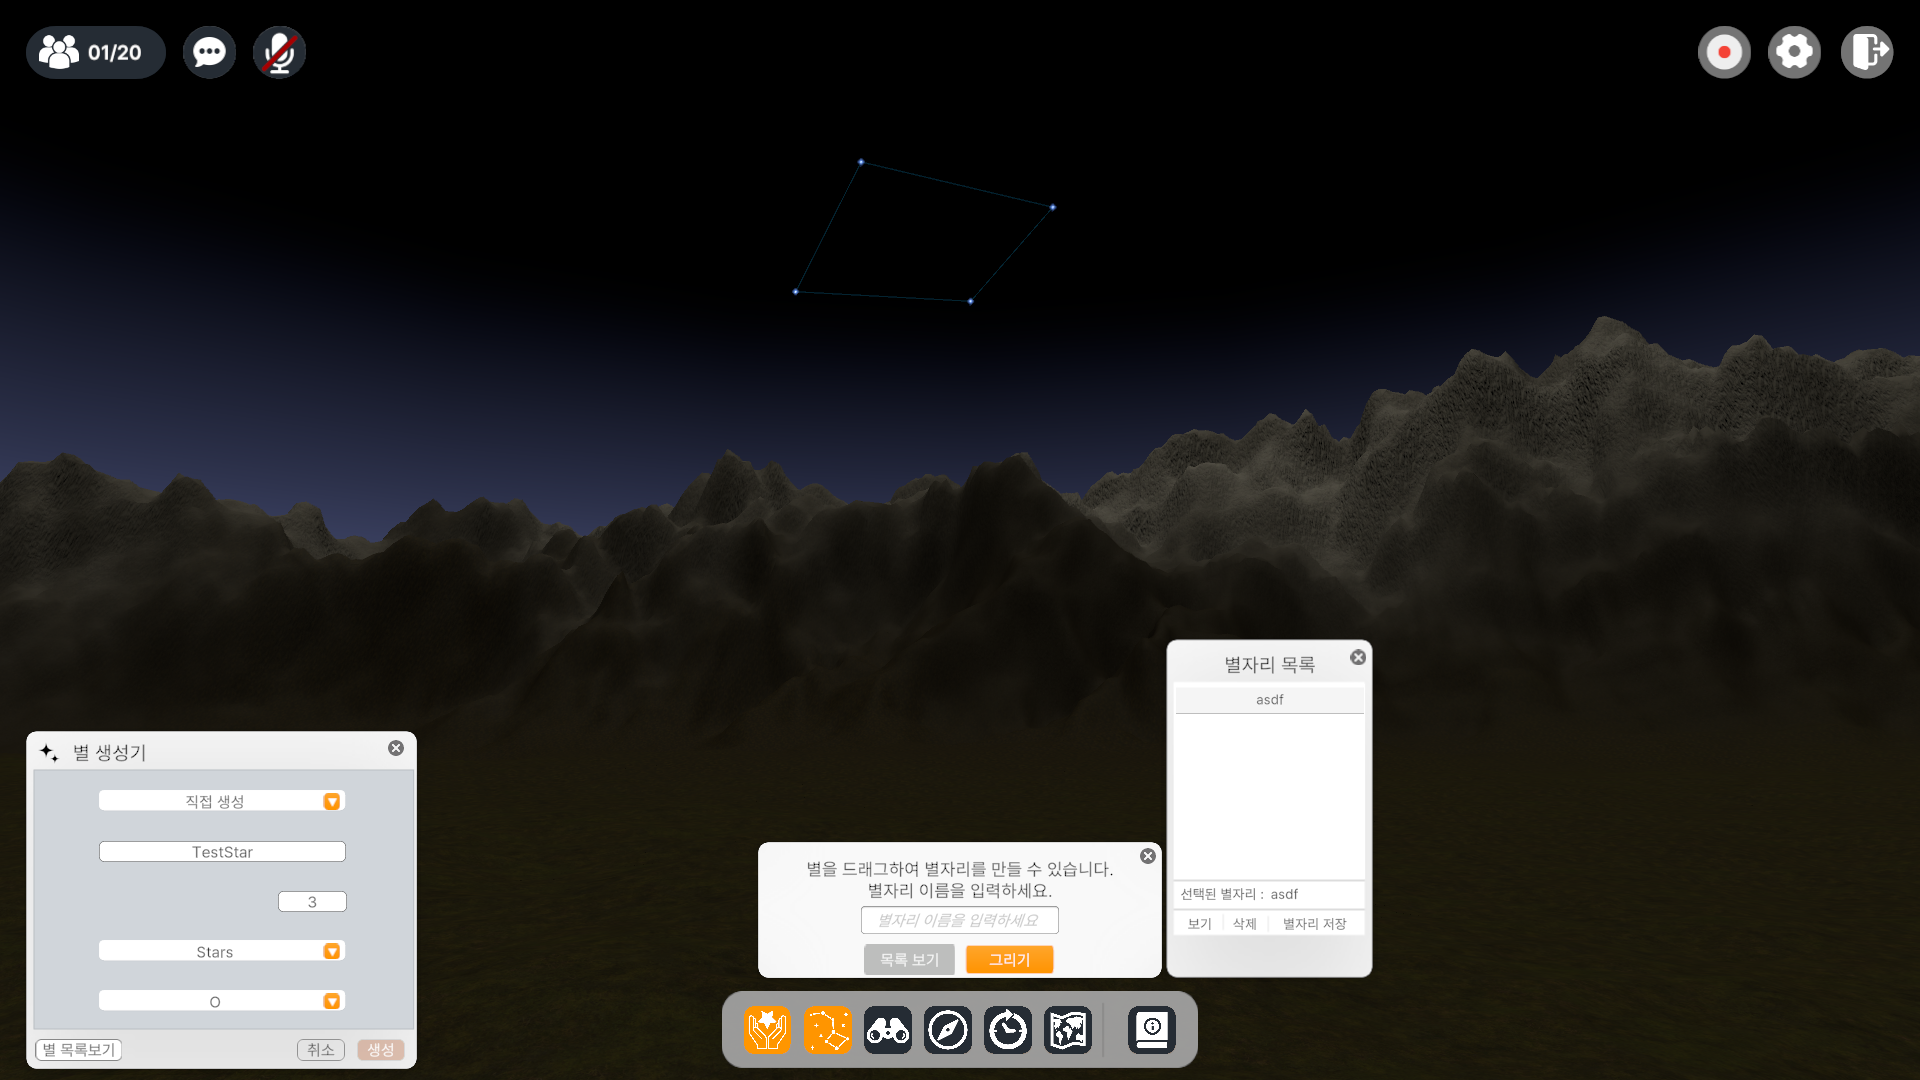 01/20
별자리 목록
asdf
선택된 별자리 : asdf
보기 삭제 별자리 저장
별 생성기
직접 생성
TestStar
3
Stars
O
별 목록보기 취소 생성
별을 드래그하여 별자리를 만들 수 있습니다.
별자리 이름을 입력하세요.
별자리 이름을 입력하세요
목록 보기 그리기